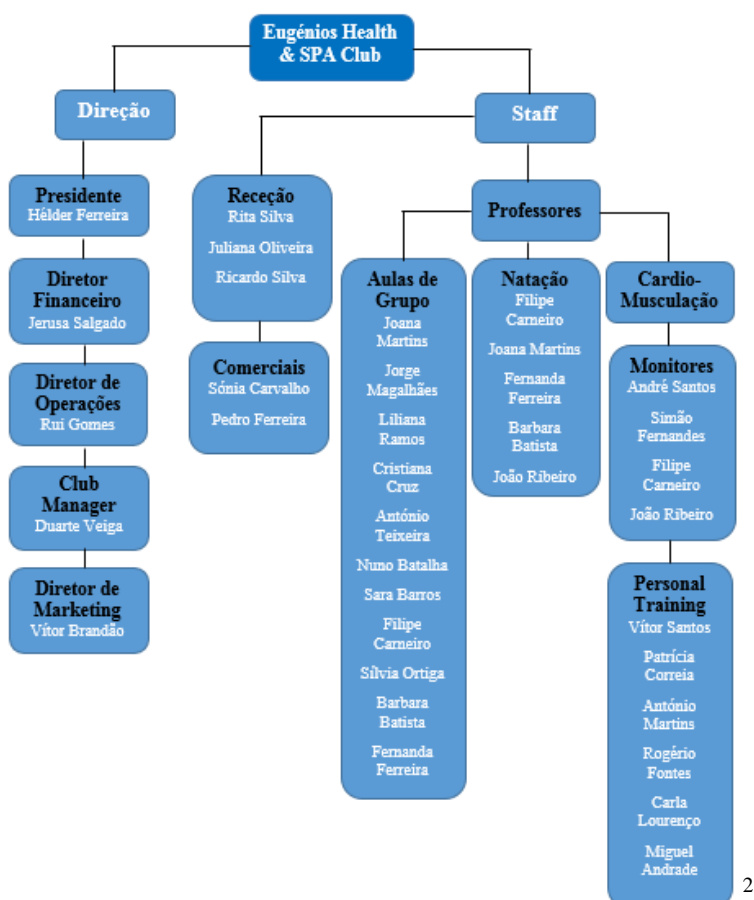 Eugénios Health
& SPA Club
Direção
Staff
Presidente
Hélder Ferreira
Diretor
Financeiro
Jerusa Salgado
Diretor de
Operações
Rui Gomes
Club
Manager
Duarte Veiga
Diretor de
Marketing
Vítor Brandão
Receção
Rita Silva
Juliana Oliveira
Ricardo Silva
Comerciais
Sónia Carvalho
Pedro Ferreira
Professores
Aulas de
Grupo
Joana
Martins
Jorge
Magalhães
Liliana
Ramos
Cristiana
Cruz
António
Teixeira
Nuno Batalha
Sara Barros
Filipe
Carneiro
Sílvia Ortiga
Barbara
Batista
Fernanda
Ferreira
Natação
Filipe
Carneiro
Joana Martins
Fernanda
Ferreira
Barbara
Batista
João Ribeiro
Cardio-
Musculação
Monitores
André Santos
Simão
Fernandes
Filipe
Carneiro
João Ribeiro
Personal
Training
Vítor Santos
Patrícia
Correia
António
Martins
Rogério
Fontes
Carla
Lourenço
Miguel
Andrade
2